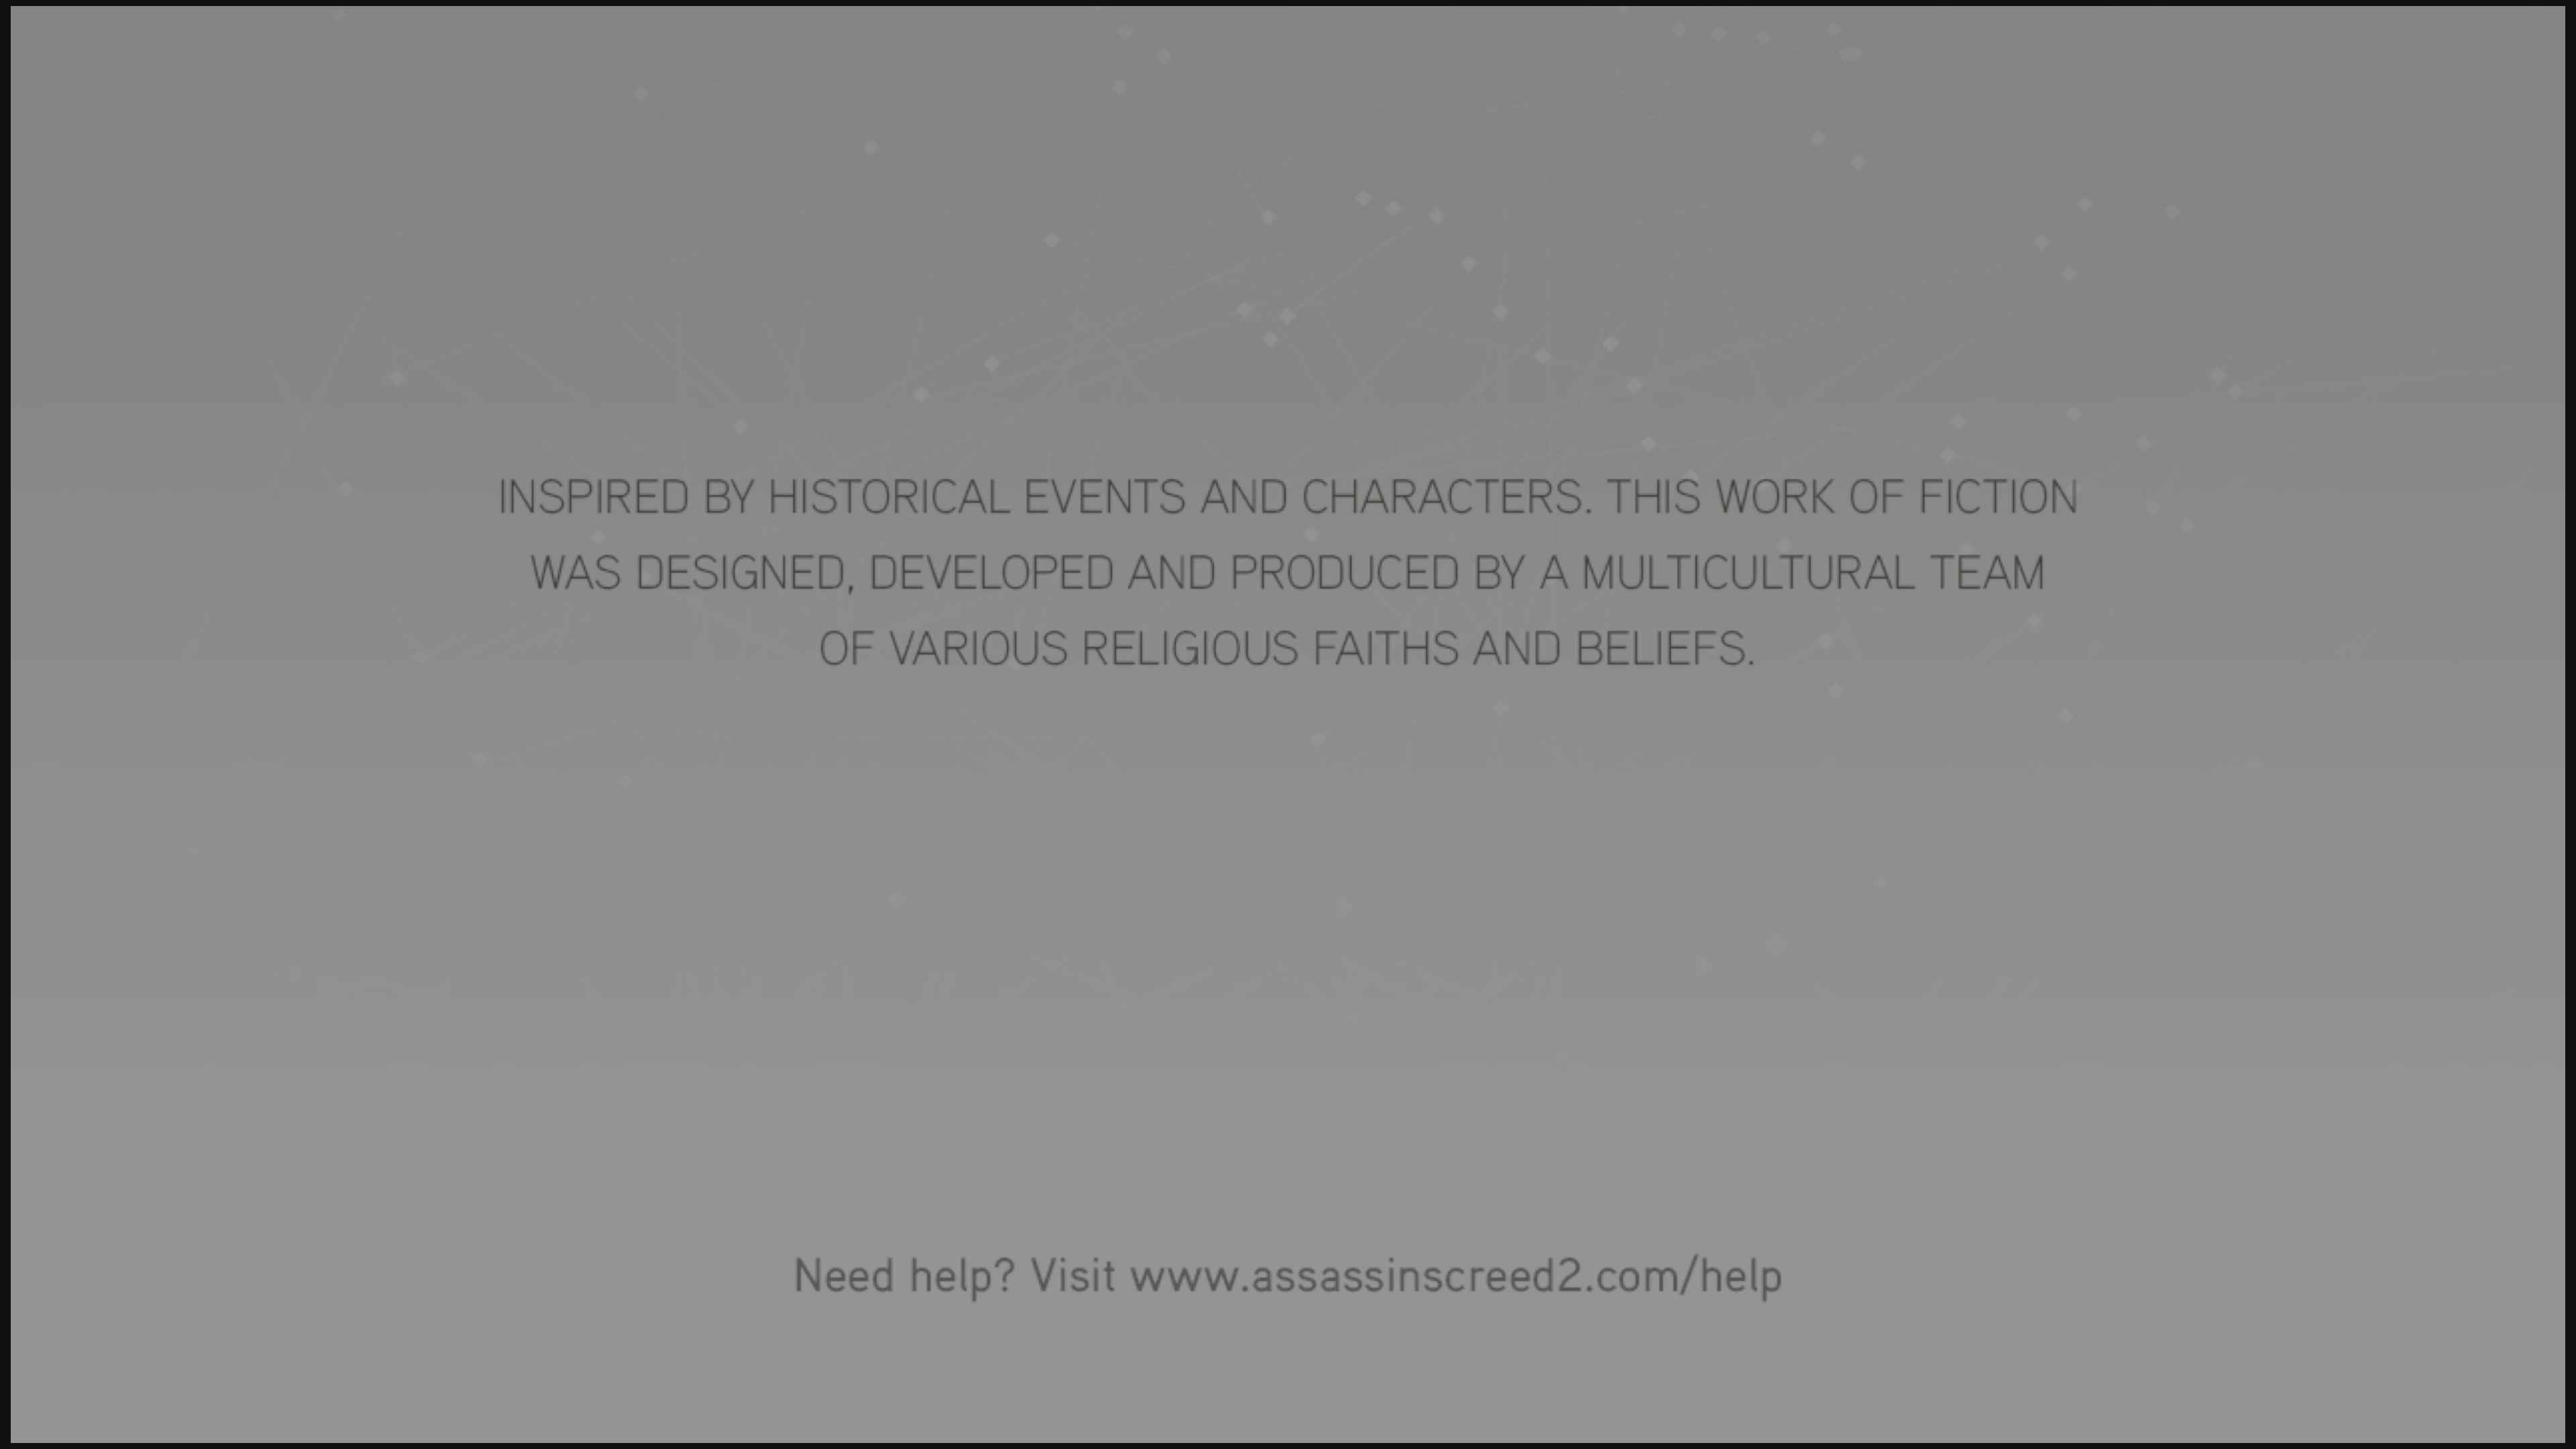 INSPIRED BY HISTORICAL EVENTS AND CHARACTERS. THIS WORK OF FICTION
WAS DESIGNED, DEVELOPED AND PRODUCED BY A MULTICULTURAL TEAM
OF VARIOUS RELIGIOUS FAITHS AND BELIEFS.
Need help? Visit www.assassinscreed2.com/help